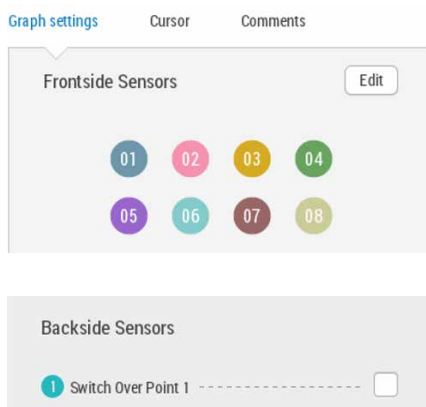 Graph settings Cursor Comments
Frontside Sensors Edit
01 02 03 04
05 06 07 08
Backside Sensors
1 Switch Over Point 1